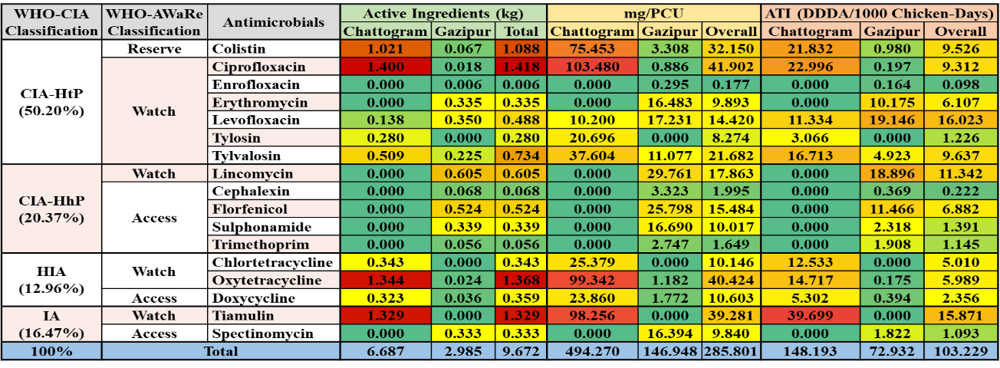 WHO-CIA Classification WHO-AWaRe Classification Antimicrobials Active Ingredients (kg) mg/PCU ATI (DDDA/1000 Chicken-Days)
Chattogram Gazipur Total Chattogram Gazipur Overall Chattogram Gazipur Overall
CIA-HtP (50.20%) Reserve Colistin 1.021 0.067 1.088 75.453 3.308 32.150 21.832 0.980 9.526
Watch Ciprofloxacin 1.400 0.018 1.418 103.480 0.886 41.902 22.996 0.197 9.312
Enrofloxacin 0.000 0.006 0.006 0.000 0.295 0.177 0.000 0.164 0.098
Erythromycin 0.000 0.335 0.335 0.000 16.483 9.893 0.000 10.175 6.107
Levofloxacin 0.138 0.350 0.488 10.200 17.231 14.420 11.334 19.146 16.023
Tylosin 0.280 0.000 0.280 20.696 0.000 8.274 3.066 0.000 1.226
Tylvalosin 0.509 0.225 0.734 37.604 11.077 21.682 16.713 4.923 9.637
CIA-HhP (20.37%) Watch Lincomycin 0.000 0.605 0.605 0.000 29.761 17.863 0.000 18.896 11.342
Access Cephalexin 0.000 0.068 0.068 0.000 3.323 1.995 0.000 0.369 0.222
Florfenicol 0.000 0.524 0.524 0.000 25.798 15.484 0.000 11.466 6.882
Sulphonamide 0.000 0.339 0.339 0.000 16.690 10.017 0.000 2.318 1.391
Trimethoprim 0.000 0.056 0.056 0.000 2.747 1.649 0.000 1.908 1.145
HIA (12.96%) Watch Chlortetracycline 0.343 0.000 0.343 25.379 0.000 10.146 12.533 0.000 5.010
Oxytetracycline 1.344 0.024 1.368 99.342 1.182 40.424 14.717 0.175 5.989
Access Doxycycline 0.323 0.036 0.359 23.860 1.772 10.603 5.302 0.394 2.356
IA (16.47%) Watch Tiamulin 1.329 0.000 1.329 98.256 0.000 39.281 39.699 0.000 15.871
Access Spectinomycin 0.000 0.333 0.333 0.000 16.394 9.840 0.000 1.822 1.093
100% Total 6.687 2.985 9.672 494.270 146.948 285.801 148.193 72.932 103.229